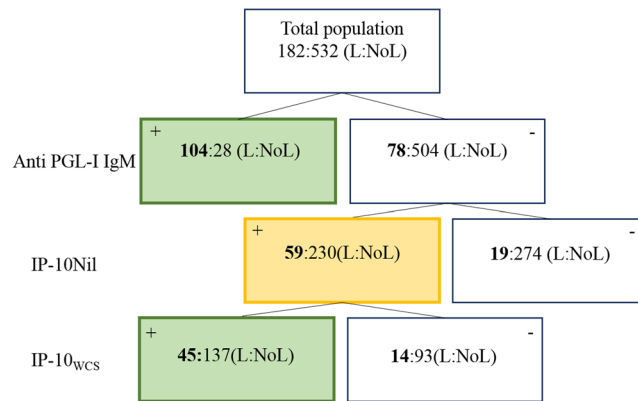 Total population
182:532 (L:NoL)
+
-
104:28 (L:NoL)
78:504 (L:NoL)
Anti PGL-I IgM
+
-
59:230(L:NoL)
19:274 (L:NoL)
IP-10Nil
+
-
45:137(L:NoL)
14:93(L:NoL)
IP-10WCS